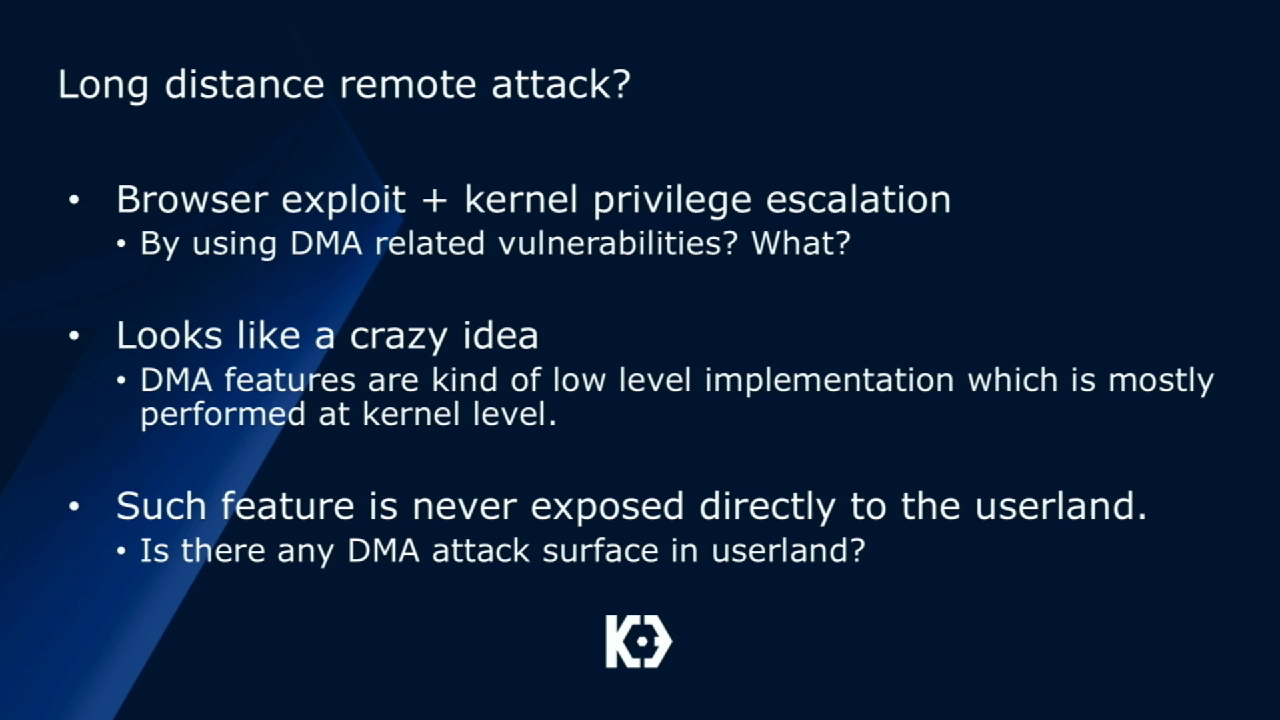 Long distance remote attack?
• Browser exploit + kernel privilege escalation
• By using DMA related vulnerabilities? What?
• Looks like a crazy idea
• DMA features are kind of low level implementation which is mostly
performed at kernel level.
• Such feature is never exposed directly to the userland.
• Is there any DMA attack surface in userland?